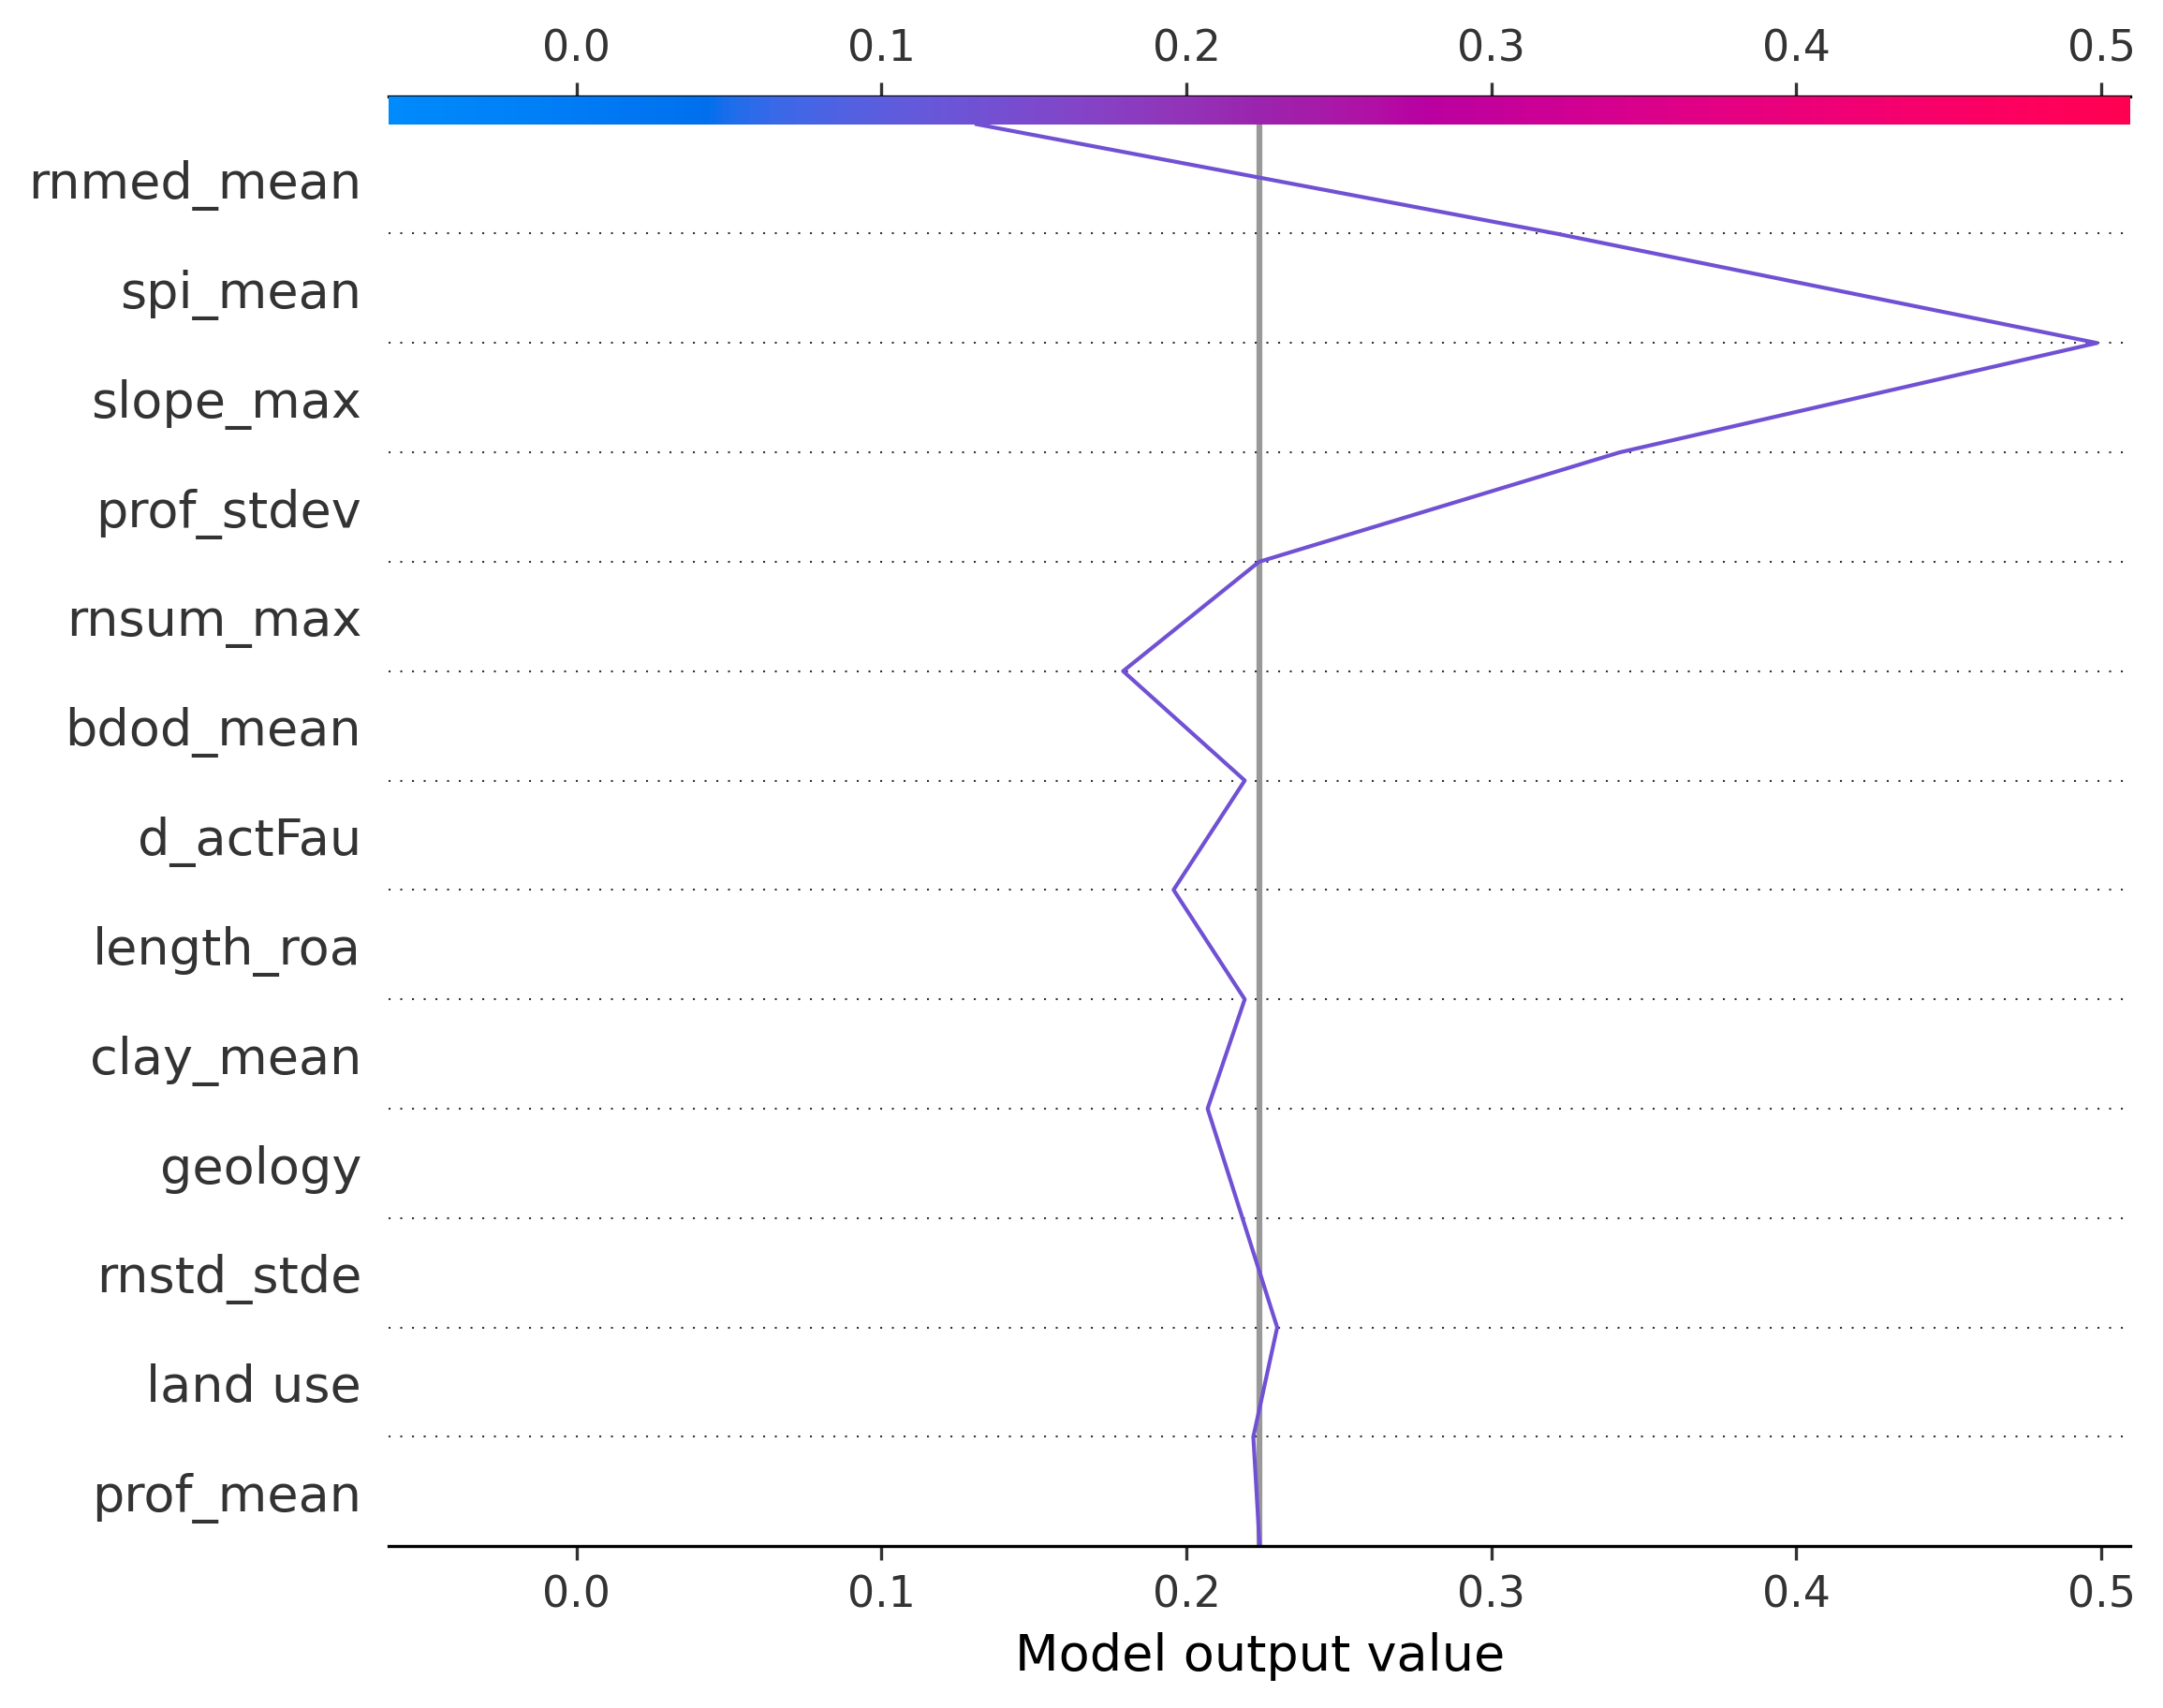 0.0 0.1 0.2 0.3 0.4 0.5
rnmed_mean
spi_mean
slope_max
prof_stdev
rnsum_max
bdod_mean
d_actFau
length_roa
clay_mean
geology
rnstd_stde
land use
prof_mean
0.0 0.1 0.2 0.3 0.4 0.5
Model output value